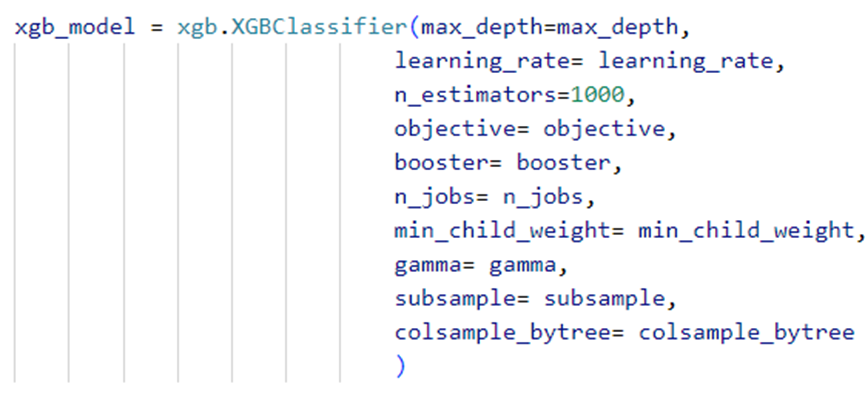 xgb_model = xgb.XGBClassifier(max_depth=max_depth,
learning_rate= learning_rate,
n_estimators=1000,
objective= objective,
booster= booster,
n_jobs= n_jobs,
min_child_weight= min_child_weight,
gamma= gamma,
subsample= subsample,
colsample_bytree= colsample_bytree
)